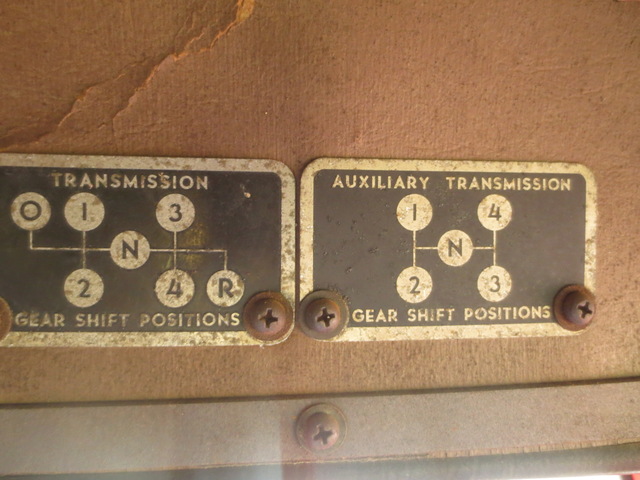 TRANSMISSION
O 1 3
N
2 4 R
GEAR SHIFT POSITIONS
AUXILIARY TRANSMISSION
1 4
N
2 3
GEAR SHIFT POSITIONS